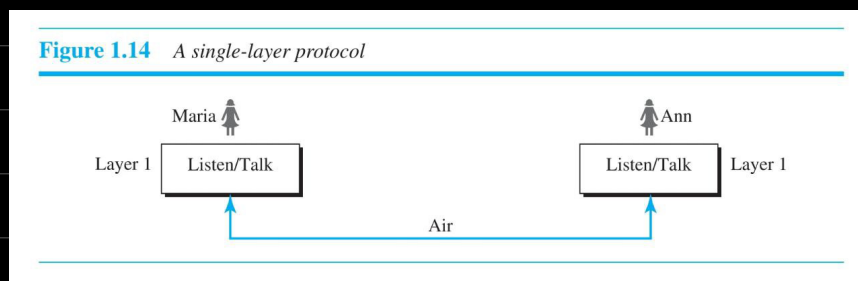 Figure 1.14 A single-layer protocol
Maria
Ann
Layer 1
Listen/Talk
Listen/Talk
Layer 1
Air